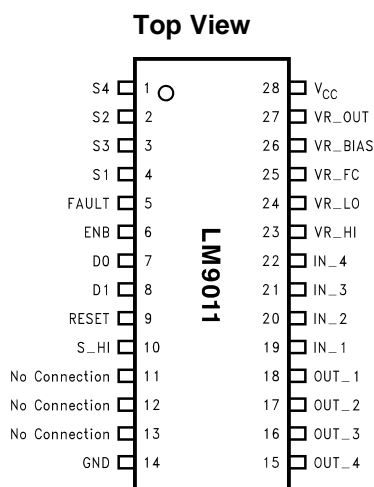 Top View
S4 1 28 VCC
S2 2 27 VR_OUT
S3 3 26 VR_BIAS
S1 4 25 VR_FC
FAULT 5 24 VR_LO
ENB 6 23 VR_HI
D0 7 22 IN_4
D1 8 21 IN_3
RESET 9 20 IN_2
S_HI 10 19 IN_1
No Connection 11 18 OUT_1
No Connection 12 17 OUT_2
No Connection 13 16 OUT_3
GND 14 15 OUT_4
LM9011